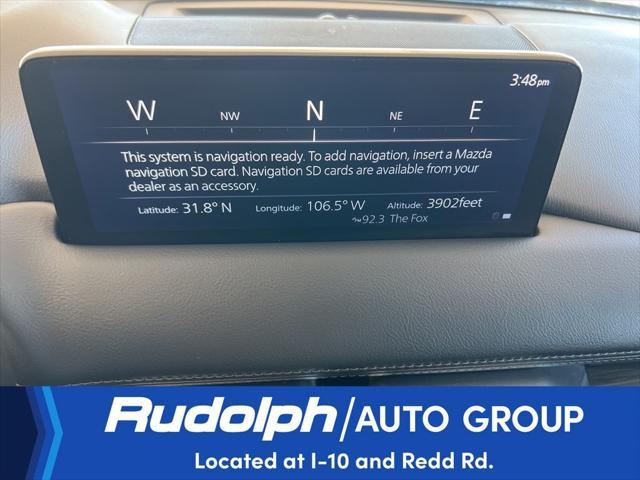 3:48pm
W NW N NE E
This system is navigation ready. To add navigation, insert a Mazda
navigation SD card. Navigation SD cards are available from your
dealer as an accessory.
Latitude: 31.8° N Longitude: 106.5° W Altitude: 3902feet
92.3 The Fox
Rudolph/AUTO GROUP
Located at I-10 and Redd Rd.